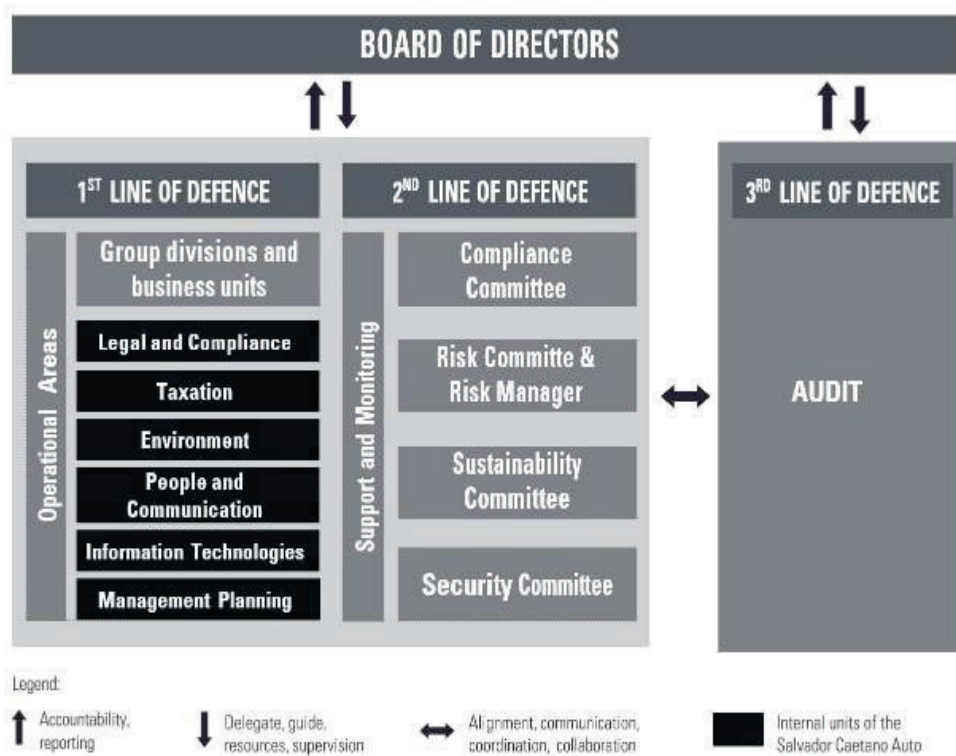 BOARD OF DIRECTORS
1ST LINE OF DEFENCE
Operational Areas
Group divisions and
business units
Legal and Compliance
Taxation
Environment
People and
Communication
Information Technologies
Management Planning
2ND LINE OF DEFENCE
Support and Monitoring
Compliance
Committee
Risk Committe &
Risk Manager
Sustainability
Committee
Security Committee
3RD LINE OF DEFENCE
AUDIT
Legend:
Accountability,
reporting
Delegate, guide,
resources, supervision
Alignment, communication,
coordination, collaboration
Internal units of the
Salvador Caetano Auto